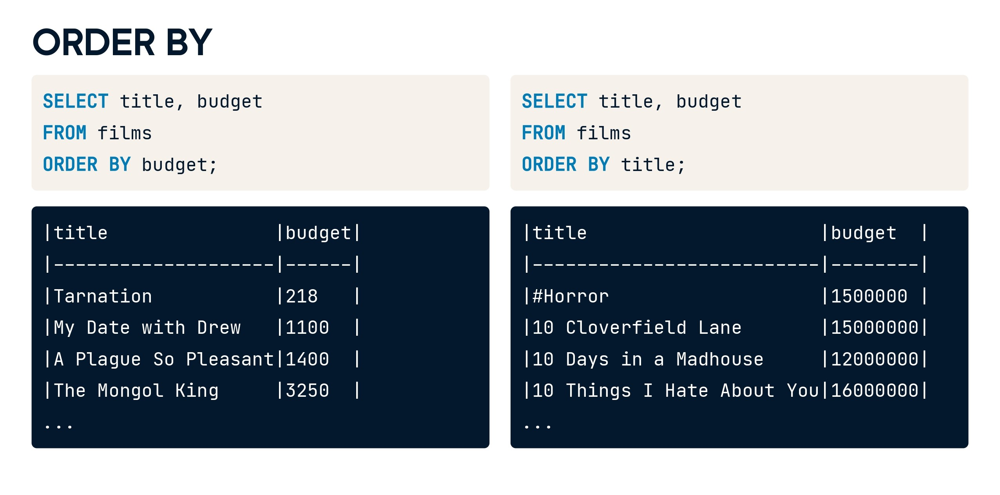 ORDER BY
SELECT title, budget
FROM films
ORDER BY budget;
|title               |budget|
|--------------------|------|
|Tarnation           |218   |
|My Date with Drew   |1100  |
|A Plague So Pleasant|1400  |
|The Mongol King     |3250  |
...
SELECT title, budget
FROM films
ORDER BY title;
|title                     |budget  |
|--------------------------|--------|
|#Horror                   |1500000 |
|10 Cloverfield Lane       |15000000|
|10 Days in a Madhouse     |12000000|
|10 Things I Hate About You|16000000|
...